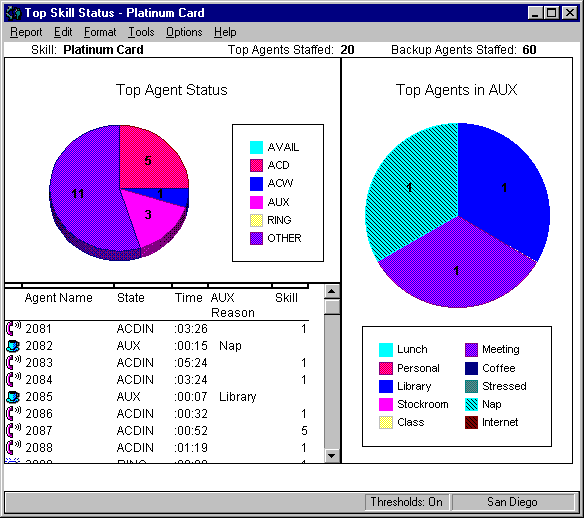 Top Skill Status - Platinum Card
Report Edit Format Tools Options Help
Skill: Platinum Card Top Agents Staffed: 20 Backup Agents Staffed: 60
Top Agent Status
5
11
1
3
AVAIL
ACD
ACW
AUX
RING
OTHER
Top Agents in AUX
1
1
1
Lunch Meeting
Personal Coffee
Library Stressed
Stockroom Nap
Class Internet
Agent Name State Time AUX Skill
Reason
2081 ACDIN :03:26 1
2082 AUX :00:15 Nap
2083 ACDIN :05:24
2084 ACDIN :03:24 1
2085 AUX :00:07 Library
2086 ACDIN :00:32 1
2087 ACDIN :00:52 5
2088 ACDIN :01:19 1
Thresholds: On San Diego